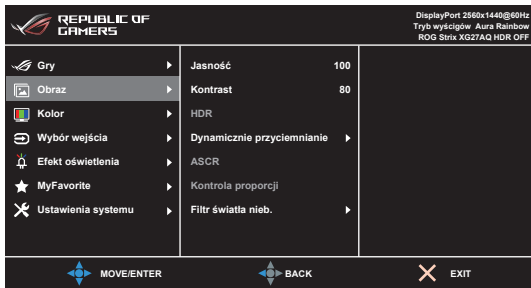 REPUBLIC OF
GAMERS
DisplayPort 2560x1440@60Hz
Tryb wyścigów Aura Rainbow
ROG Strix XG27AQ HDR OFF
Gry
Obraz
Kolor
Wybór wejścia
Efekt oświetlenia
MyFavorite
Ustawienia systemu
Jasność 100
Kontrast 80
HDR
Dynamicznie przyciemnianie
ASCR
Kontrola proporcji
Filtr światła nieb.
MOVE/ENTER
BACK
EXIT